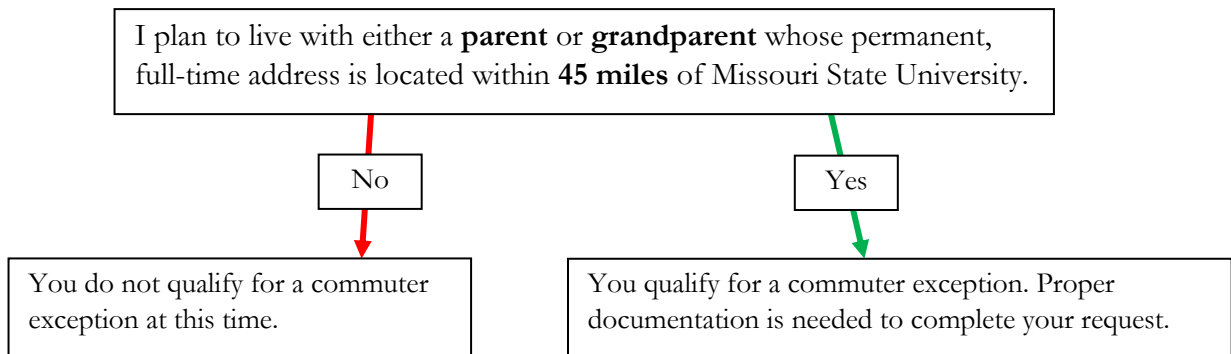 I plan to live with either a parent or grandparent whose permanent,
full-time address is located within 45 miles of Missouri State University.
No
Yes
You do not qualify for a commuter
exception at this time.
You qualify for a commuter exception. Proper
documentation is needed to complete your request.